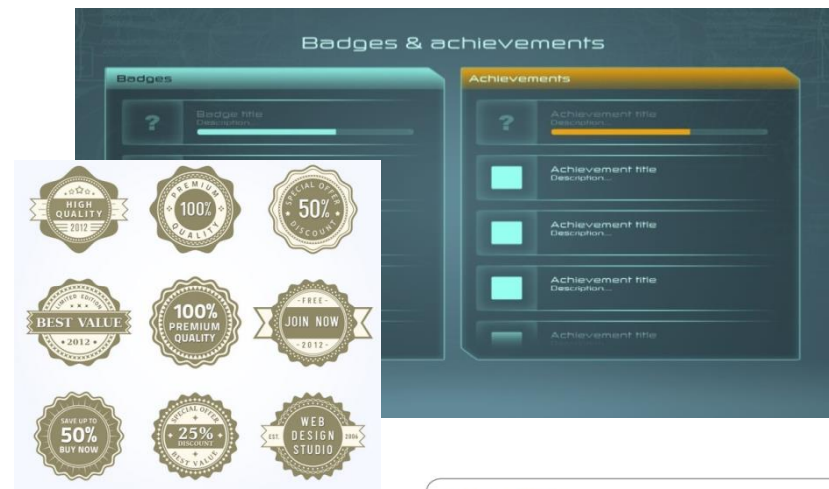 Badges & achievements
Badges
?
Badge title
Description...
Achievements
?
Achievement title
Description...
Achievement title
Description...
Achievement title
Description...
Achievement title
Description...
Achievement title
HIGH
QUALITY
2012
PREMIUM
100%
QUALITY
SPECIAL OFFER
50%
DISCOUNT
LIMITED EDITION
BEST VALUE
• 2012 •
100%
PREMIUM
QUALITY
-FREE-
JOIN NOW
-2012-
SAVE UP TO
50%
BUY NOW
SPECIAL OFFER
25%
DISCOUNT
BEST VALUE
WEB
EST. DESIGN 2004
STUDIO